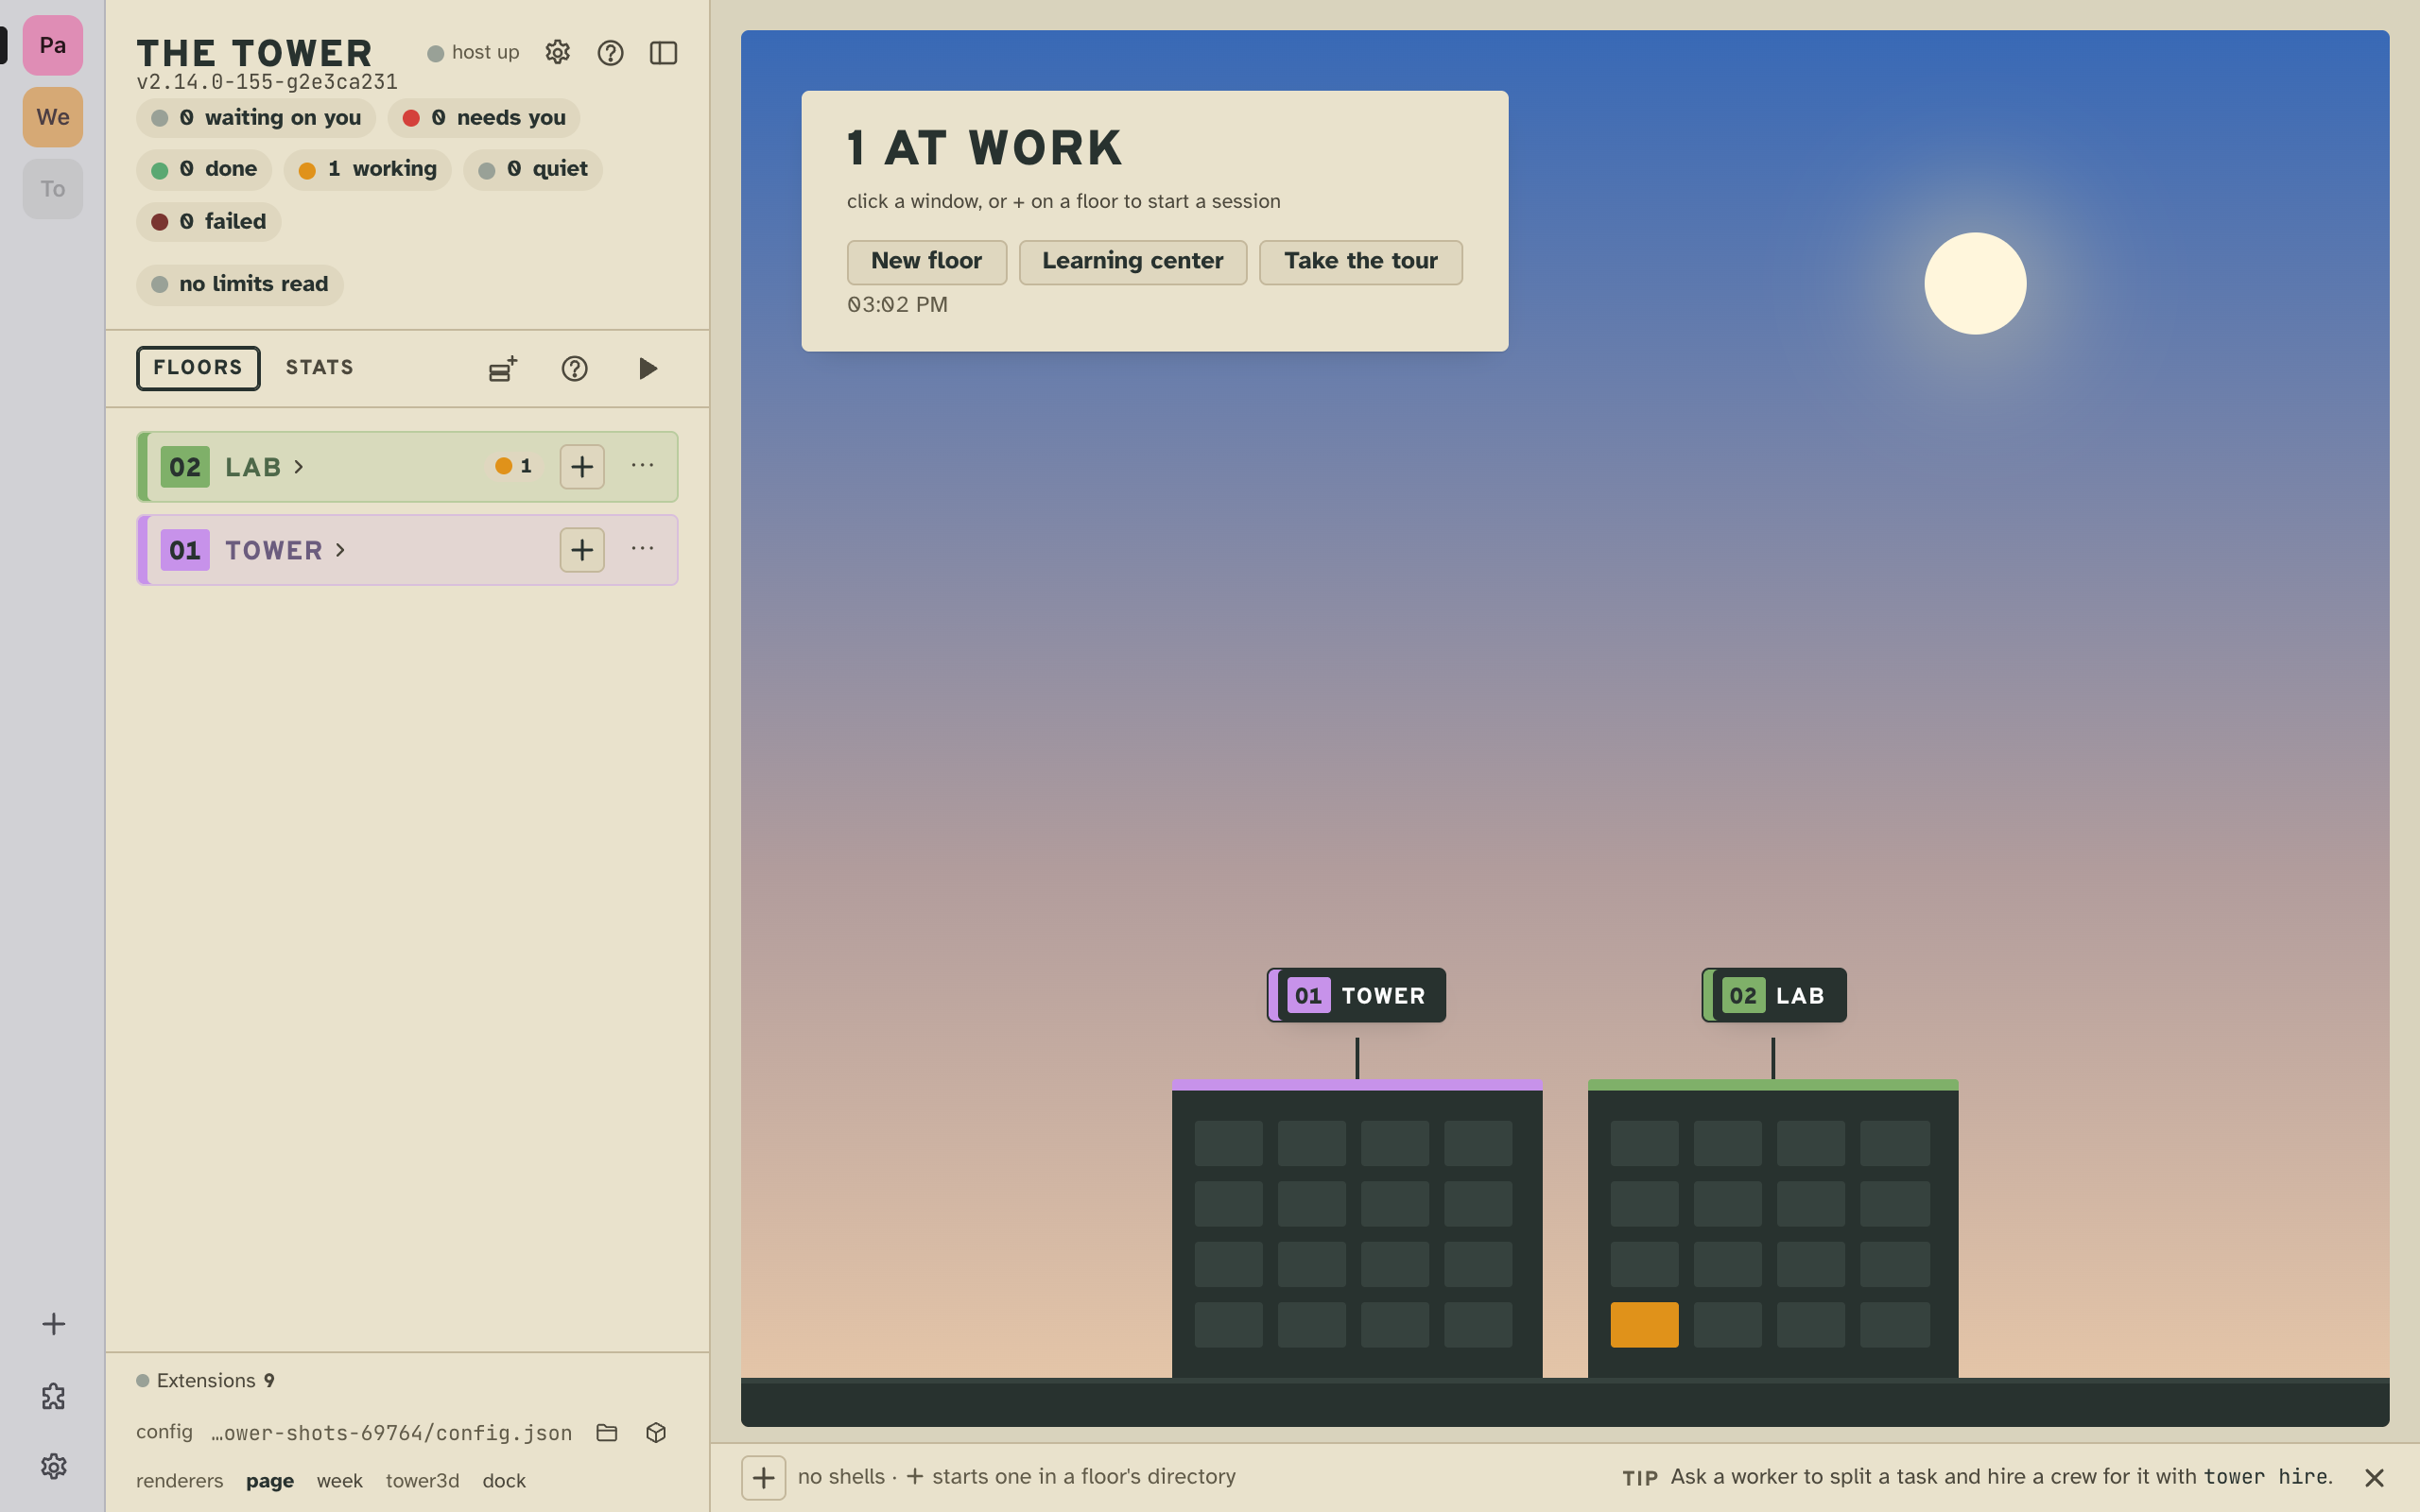 Pa
We
To
THE TOWER
host up
v2.14.0-155-g2e3ca231
0 waiting on you
0 needs you
0 done
1 working
0 quiet
0 failed
no limits read
FLOORS
STATS
02 LAB
1
01 TOWER
Extensions 9
config …ower-shots-69764/config.json
renderers page week tower3d dock
1 AT WORK
click a window, or + on a floor to start a session
New floor
Learning center
Take the tour
03:02 PM
01 TOWER
02 LAB
no shells · + starts one in a floor's directory
TIP Ask a worker to split a task and hire a crew for it with tower hire.